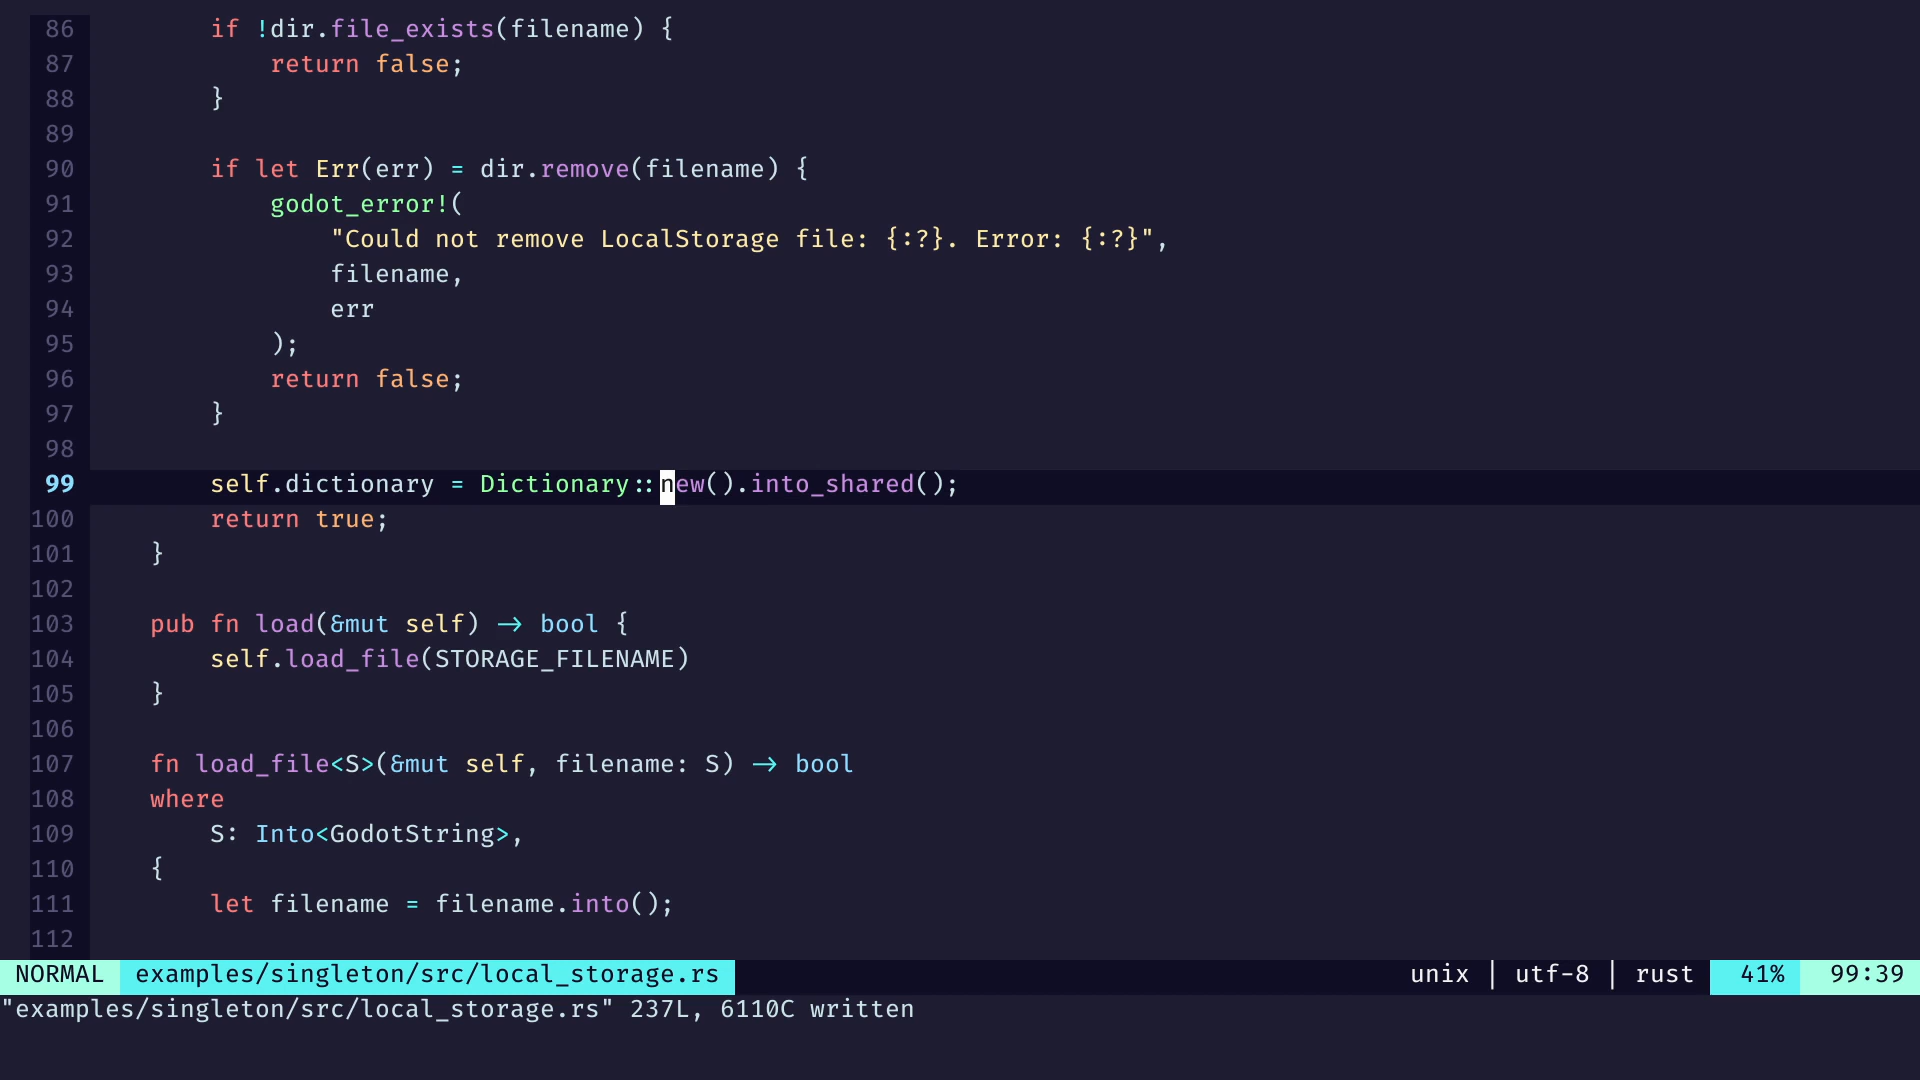 86         if !dir.file_exists(filename) {
87             return false;
88         }
89
90         if let Err(err) = dir.remove(filename) {
91             godot_error!(
92                 "Could not remove LocalStorage file: {:?}. Error: {:?}",
93                 filename,
94                 err
95             );
96             return false;
97         }
98
99         self.dictionary = Dictionary::new().into_shared();
100         return true;
101     }
102
103     pub fn load(&mut self) -> bool {
104         self.load_file(STORAGE_FILENAME)
105     }
106
107     fn load_file<S>(&mut self, filename: S) -> bool
108     where
109         S: Into<GodotString>,
110     {
111         let filename = filename.into();
112
NORMAL examples/singleton/src/local_storage.rs unix | utf-8 | rust 41% 99:39
"examples/singleton/src/local_storage.rs" 237L, 6110C written